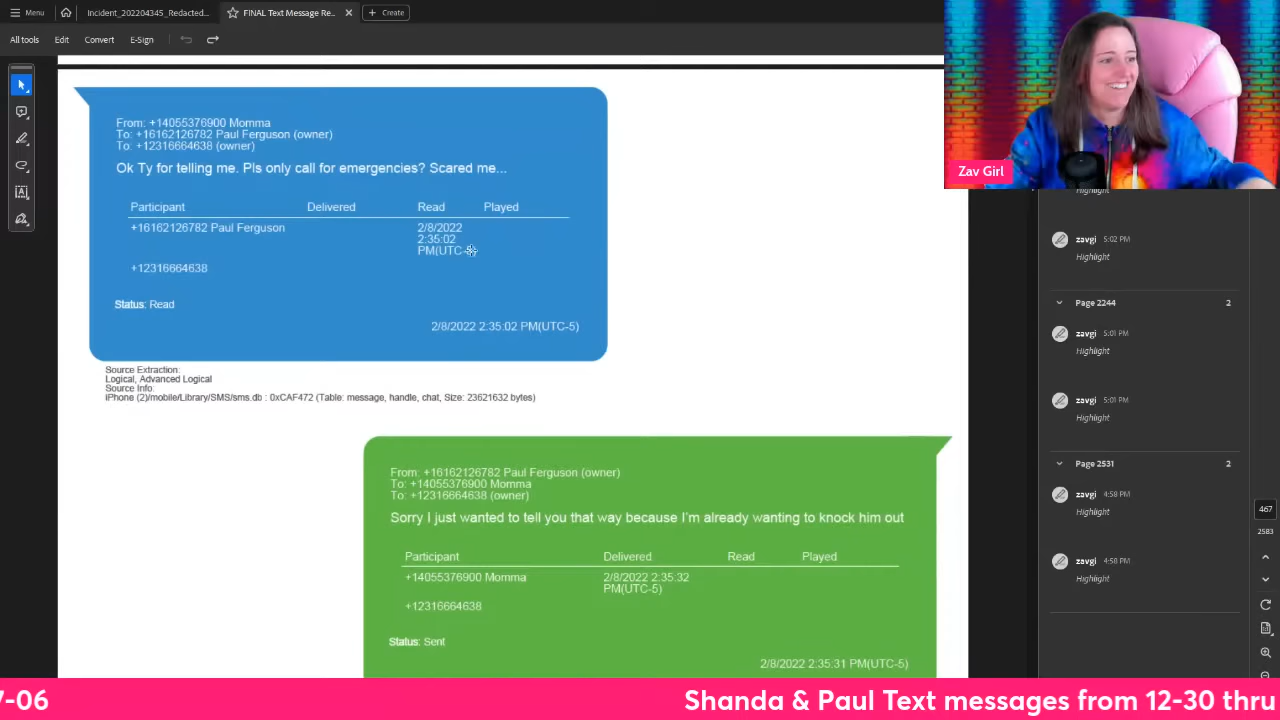 Menu
Incident_202204345_Redacted...
FINAL Text Message Re...
Create
All tools
Edit
Convert
E-Sign
From: +14055376900 Momma
To: +16162126782 Paul Ferguson (owner)
To: +12316664638 (owner)
Ok Ty for telling me. Pls only call for emergencies? Scared me...
Participant Delivered Read Played
+16162126782 Paul Ferguson 2/8/2022
2:35:02
PM(UTC-
+12316664638
Status: Read
2/8/2022 2:35:02 PM(UTC-5)
Source Extraction:
Logical, Advanced Logical
Source Info:
iPhone (2)/mobile/Library/SMS/sms.db : 0xCAF472 (Table: message, handle, chat, Size: 23621632 bytes)
From: +16162126782 Paul Ferguson (owner)
To: +14055376900 Momma
To: +12316664638 (owner)
Sorry I just wanted to tell you that way because I'm already wanting to knock him out
Participant Delivered Read Played
+14055376900 Momma 2/8/2022 2:35:32
PM(UTC-5)
+12316664638
Status: Sent
2/8/2022 2:35:31 PM(UTC-5)
Zav Girl
Highlight
zavgi 5:02 PM
Highlight
Page 2244 2
zavgi 5:01 PM
Highlight
zavgi 5:01 PM
Highlight
Page 2531 2
zavgi 4:58 PM
Highlight
zavgi 4:58 PM
Highlight
467
2583
7-06 Shanda & Paul Text messages from 12-30 thru